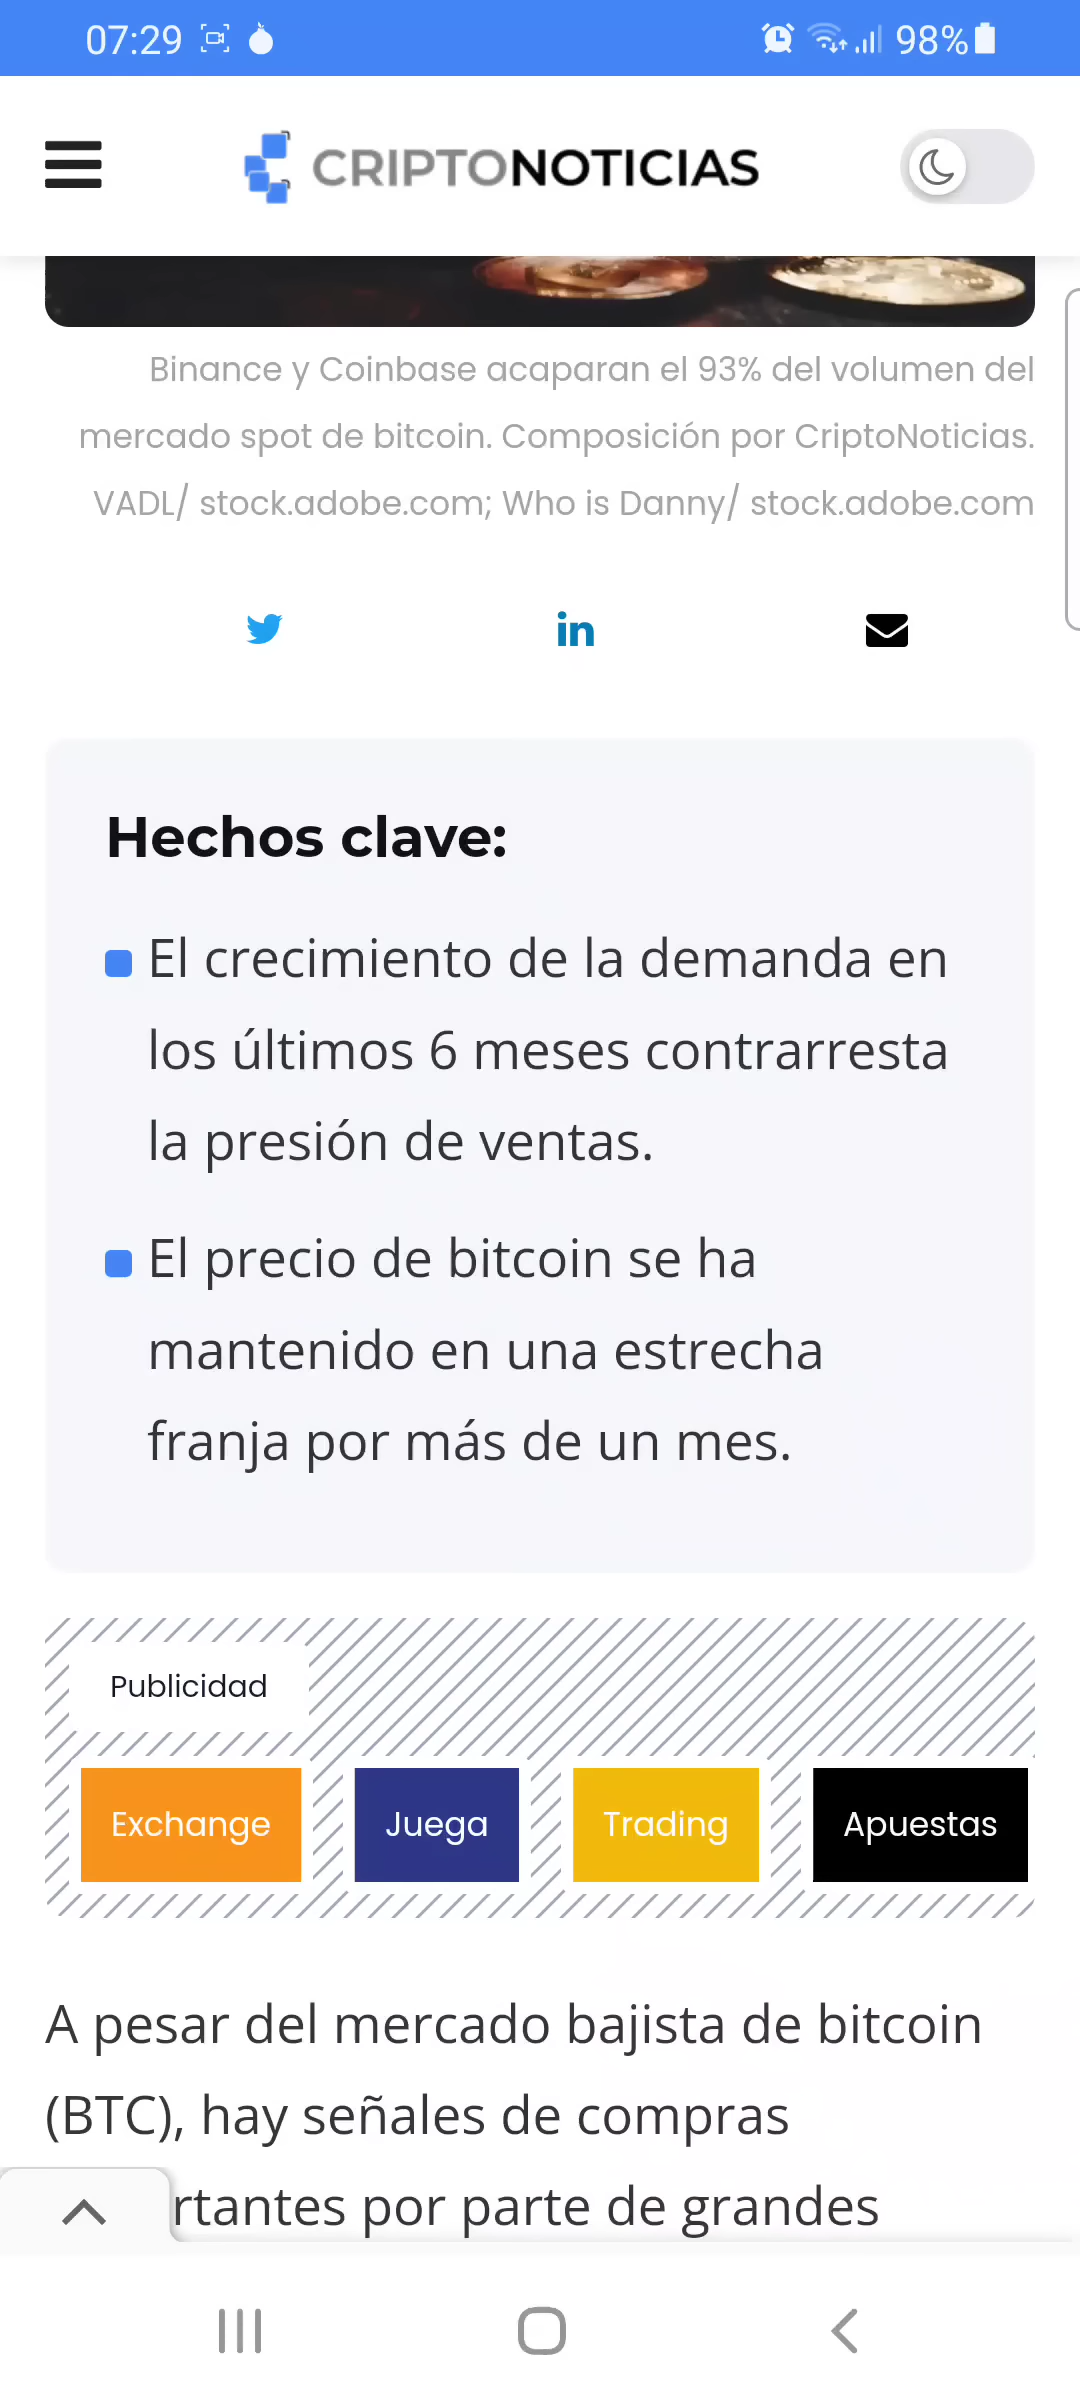 07:29 98%
CRIPTONOTICIAS
Binance y Coinbase acaparan el 93% del volumen del
mercado spot de bitcoin. Composición por CriptoNoticias.
VADL/ stock.adobe.com; Who is Danny/ stock.adobe.com
in
Hechos clave:
El crecimiento de la demanda en
los últimos 6 meses contrarresta
la presión de ventas.
El precio de bitcoin se ha
mantenido en una estrecha
franja por más de un mes.
Publicidad
Exchange Juega Trading Apuestas
A pesar del mercado bajista de bitcoin
(BTC), hay señales de compras
rtantes por parte de grandes